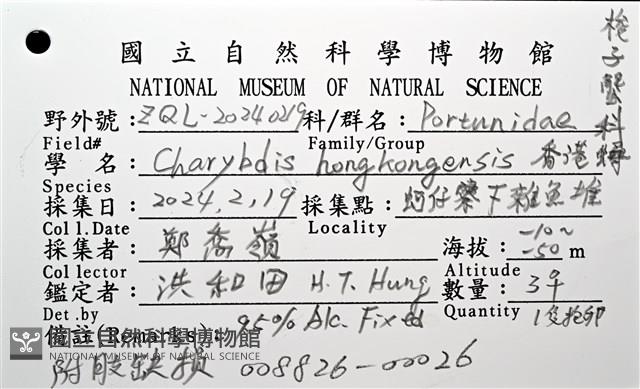 國立自然科學博物館
NATIONAL MUSEUM OF NATURAL SCIENCE
野外號：ZQL-20240219 科/群名：Portunidae 梭子蟹科
Field# Family/Group
學 名：Charybdis hongkongensis 香港蟳
Species
採集日：2024,2,19 採集點：蚵仔寮下雜魚堆
Coll.Date Locality
採集者：鄭喬嶺 海拔：-10~-50 m
Collector Altitude
鑑定者：洪和田 H.T. Hung 數量：3♀
Det.by Quantity 1隻抱卵
備註(Remarks)：95% Alc. Fixed
國立自然科學博物館
NATIONAL MUSEUM OF NATURAL SCIENCE
附肢缺損 008826-00026